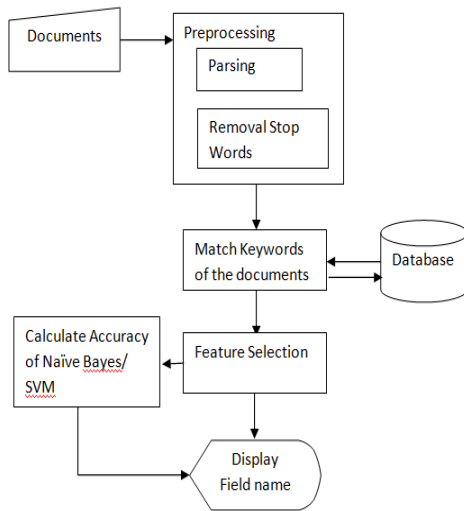 Documents
Preprocessing
Parsing
Removal Stop
Words
Match Keywords
of the documents
Database
Calculate Accuracy
of Naïve Bayes/
SVM
Feature Selection
Display
Field name